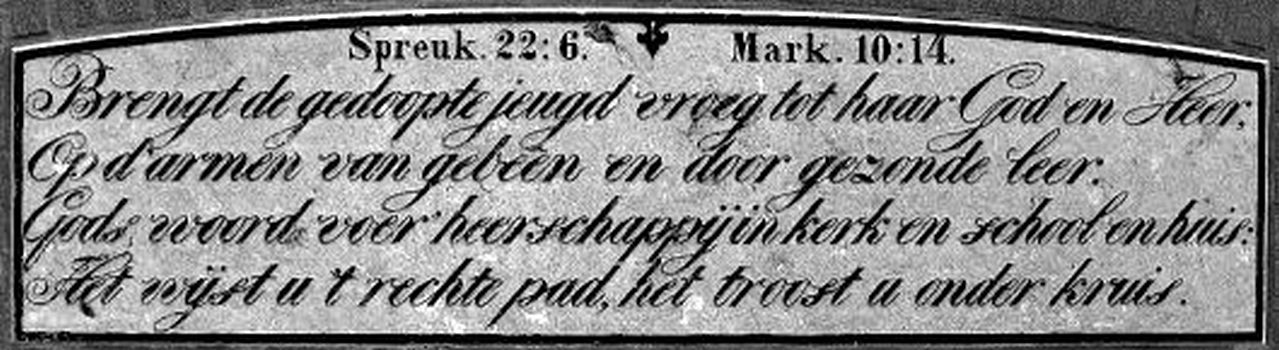 Spreuk. 22:6. Mark. 10:14.
Brengt de gedoopte jeugd vroeg tot haar God en Heer,
Op d'armen van gebeên en door gezonde leer.
Gods woord voer' heerschappij in kerk en school en huis:
Het wijst u 't rechte pad, het troost u onder kruis.